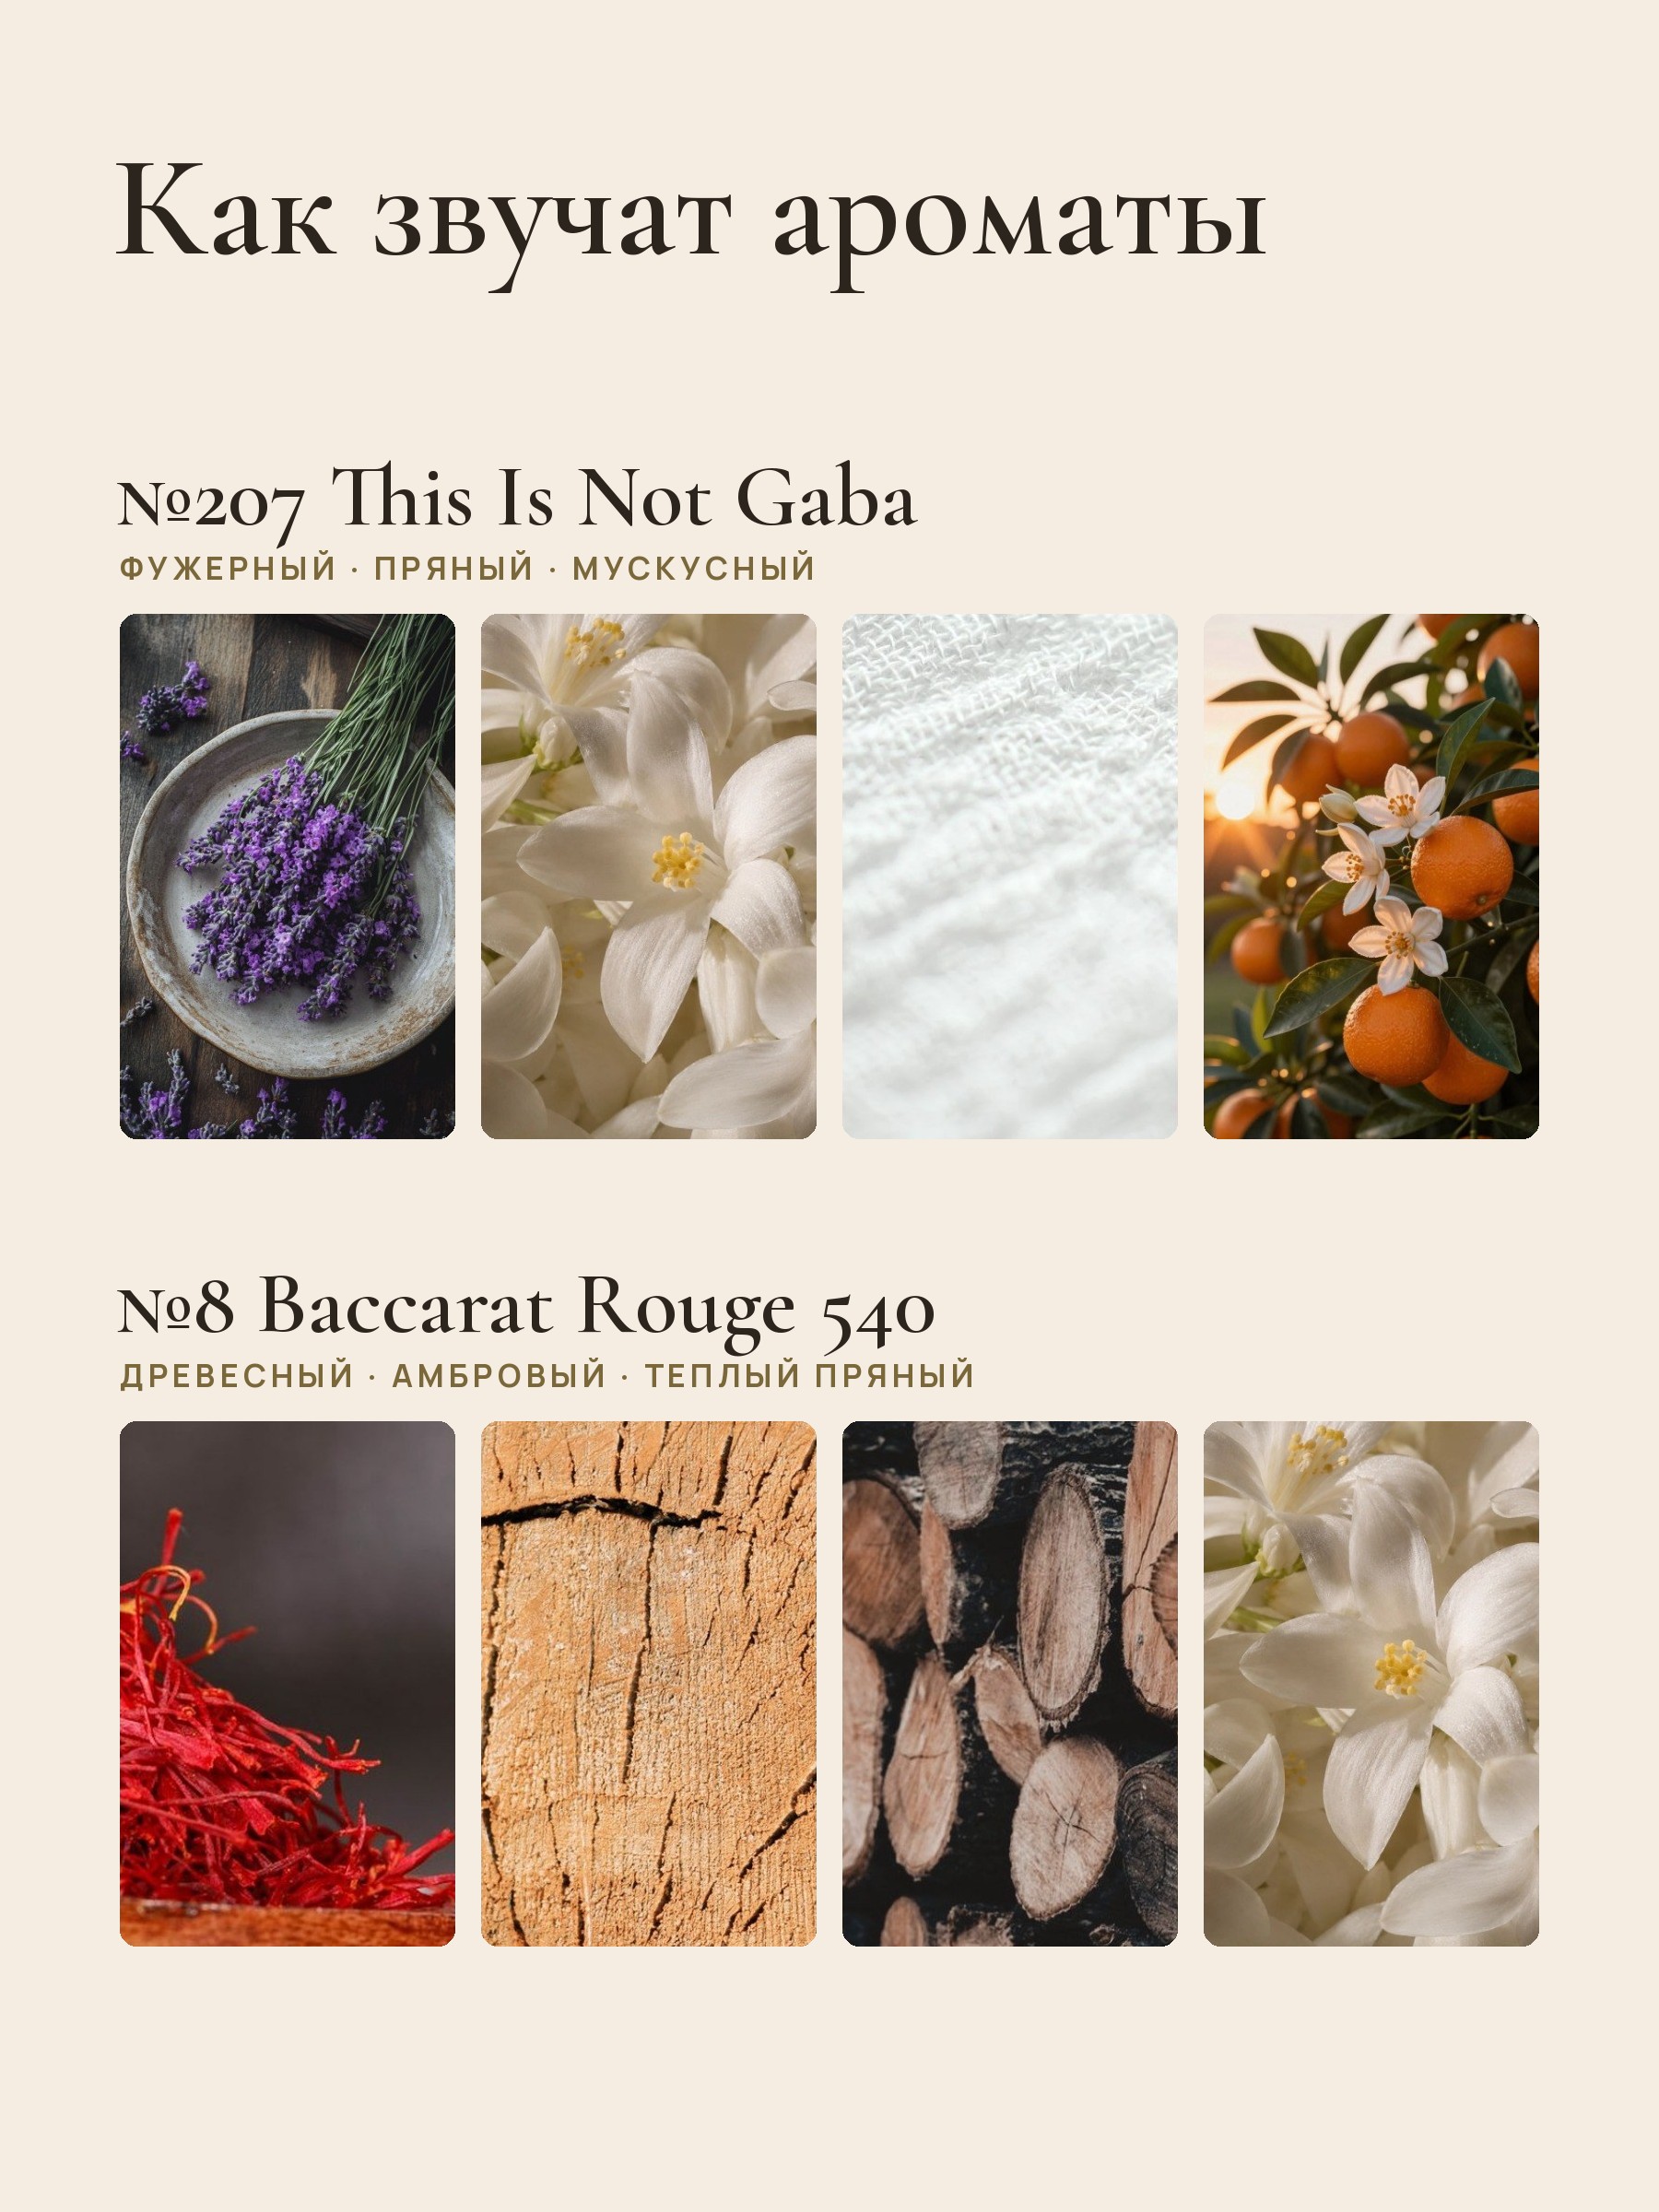 Как звучат ароматы
№207 This Is Not Gaba
ФУЖЕРНЫЙ · ПРЯНЫЙ · МУСКУСНЫЙ
№8 Baccarat Rouge 540
ДРЕВЕСНЫЙ · АМБРОВЫЙ · ТЕПЛЫЙ ПРЯНЫЙ